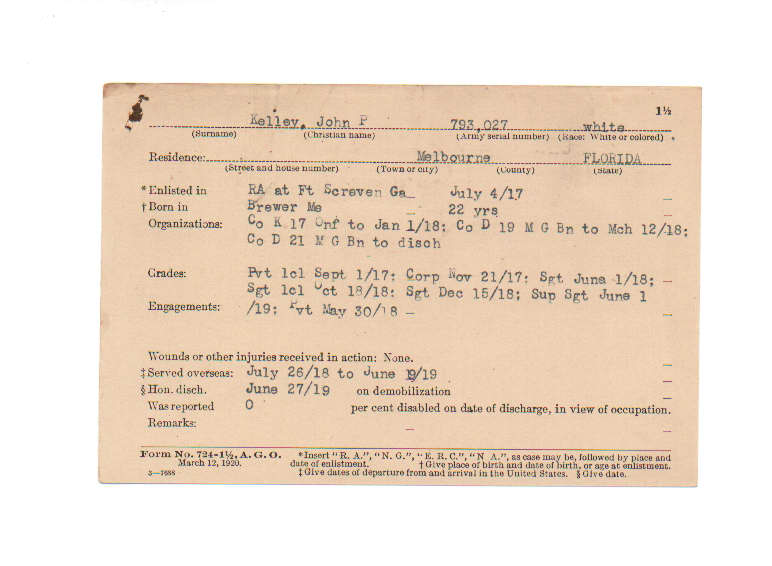 1½
Kelley, John P 793,027 white
(Surname) (Christian name) (Army serial number) (Race: White or colored)
Residence: Melbourne FLORIDA
(Street and house number) (Town or city) (County) (State)
* Enlisted in RA at Ft Screven Ga July 4/17
† Born in Brewer Me 22 yrs
Organizations: Co K 17 Inf to Jan 1/18; Co D 19 M G Bn to Mch 12/18;
Co D 21 M G Bn to disch
Grades: Pvt 1cl Sept 1/17; Corp Nov 21/17; Sgt June 1/18;
Sgt 1cl Oct 18/18; Sgt Dec 15/18; Sup Sgt June 1
Engagements: /19; Pvt May 30/18 —
Wounds or other injuries received in action: None.
‡ Served overseas: July 26/18 to June 19/19
§ Hon. disch. June 27/19 on demobilization
Was reported 0 per cent disabled on date of discharge, in view of occupation.
Remarks:
Form No. 724-1½, A. G. O. * Insert "R. A.", "N. G.", "E. R. C.", "N A.", as case may be, followed by place and
March 12, 1920. date of enlistment. † Give place of birth and date of birth, or age at enlistment.
3—7688 ‡ Give dates of departure from and arrival in the United States. § Give date.